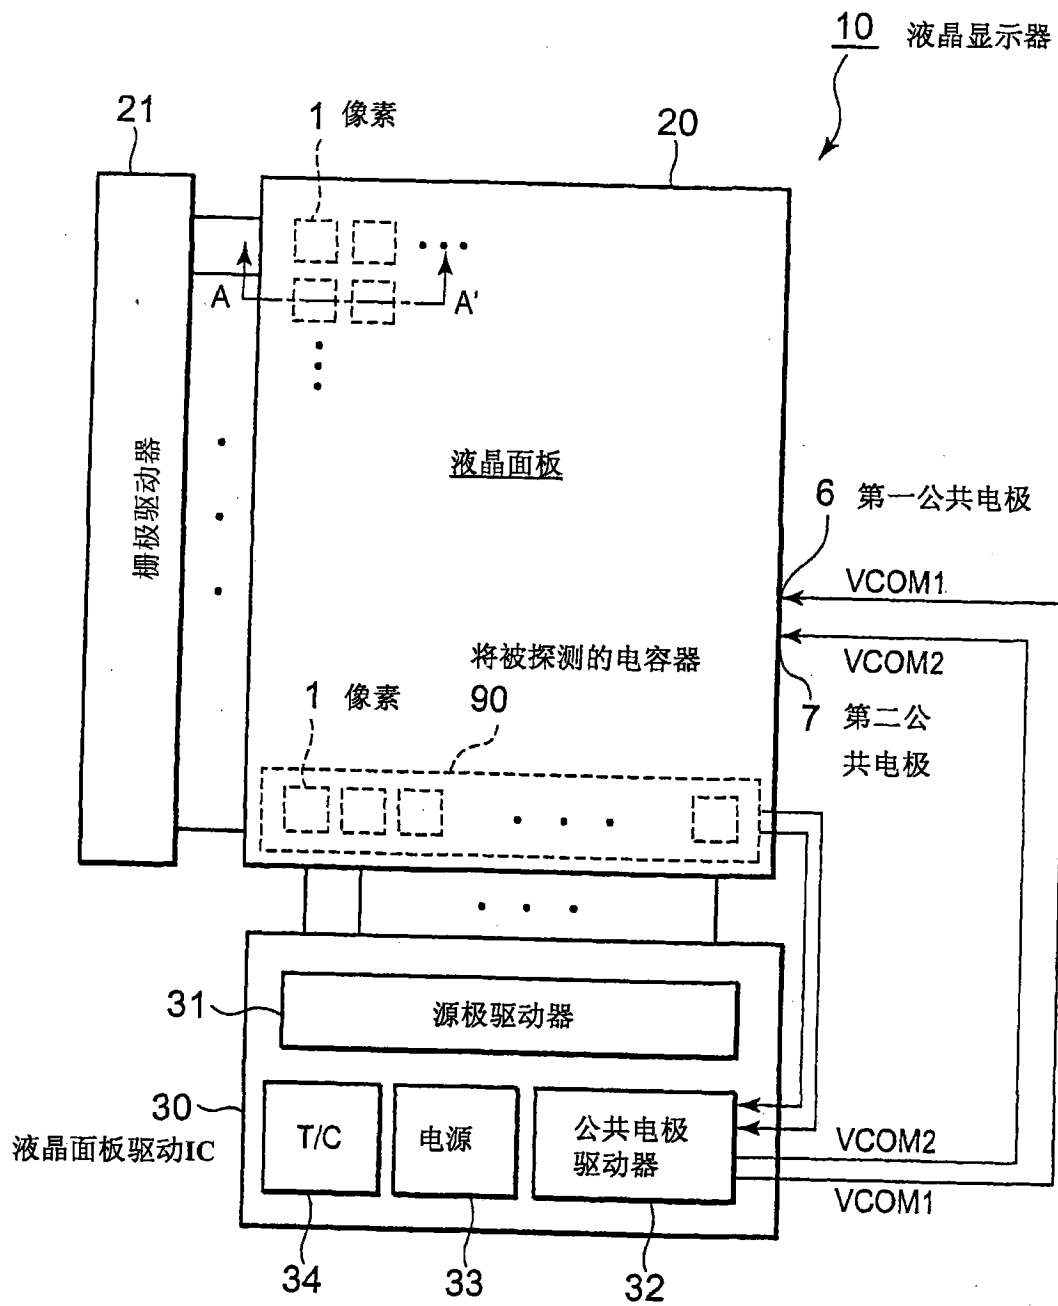 10 液晶显示器
21
1 像素
20
A
A'
栅极驱动器
液晶面板
6 第一公共电极
VCOM1
VCOM2
将被探测的电容器
1 像素
90
7 第二公
共电极
31
源极驱动器
30
液晶面板驱动IC
T/C
电源
公共电极
驱动器
VCOM2
VCOM1
34
33
32